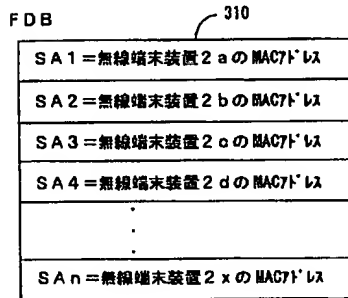 FDB
310
SA1=無線端末装置2aのMACｱﾄﾞﾚｽ
SA2=無線端末装置2bのMACｱﾄﾞﾚｽ
SA3=無線端末装置2cのMACｱﾄﾞﾚｽ
SA4=無線端末装置2dのMACｱﾄﾞﾚｽ
SAn=無線端末装置2xのMACｱﾄﾞﾚｽ